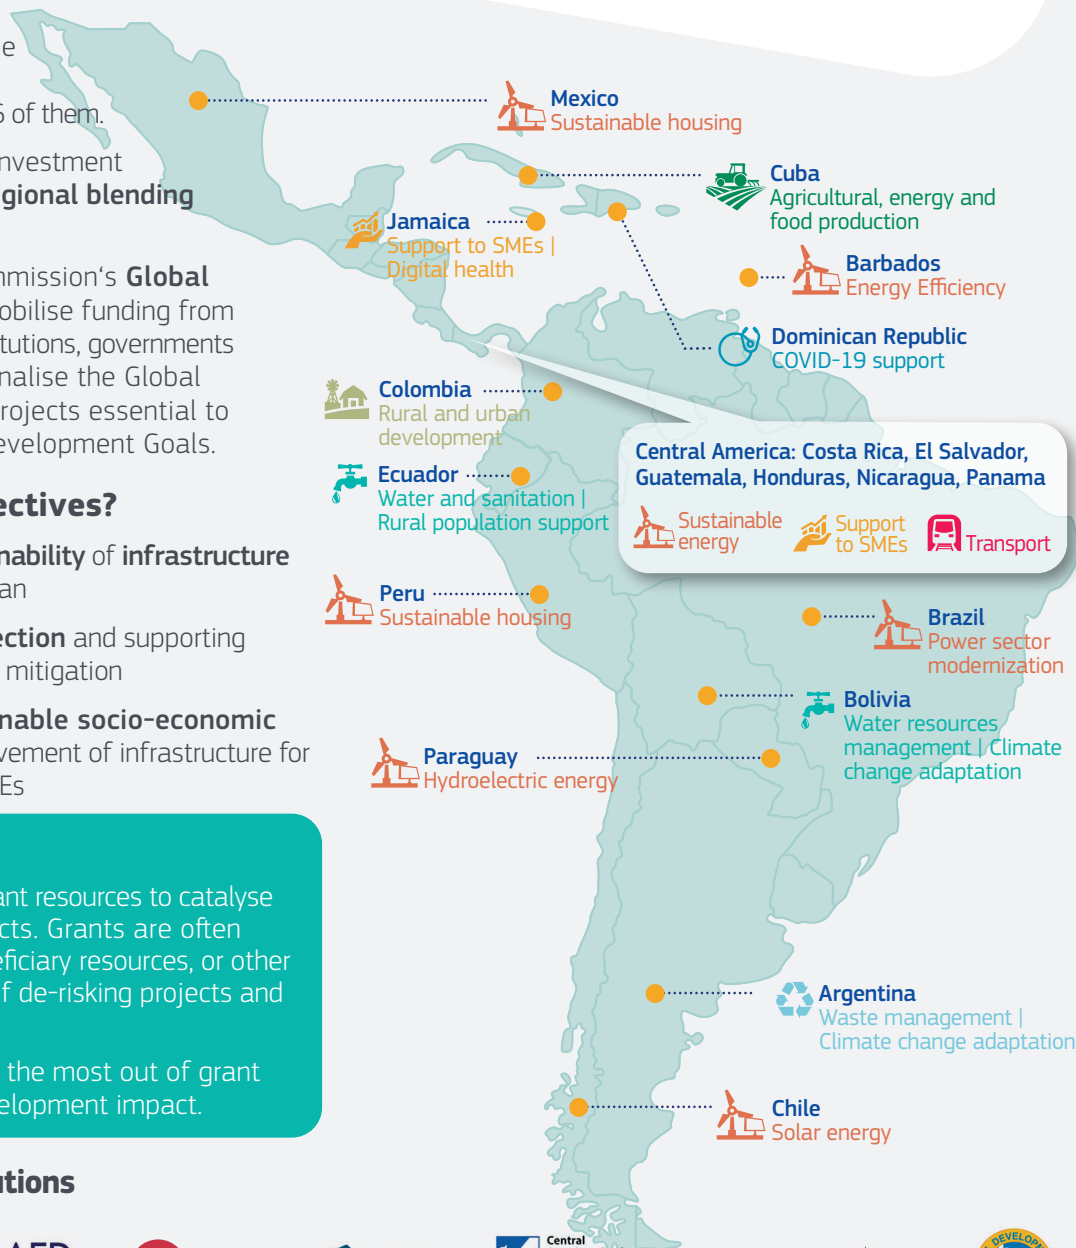 e
of them.
nvestment
gional blending
mmission‘s Global
obilise funding from
tutions, governments
nalise the Global
rojects essential to
evelopment Goals.
ectives?
nability of infrastructure
an
ection and supporting
mitigation
nable socio-economic
vement of infrastructure for
Es
ant resources to catalyse
cts. Grants are often
eficiary resources, or other
f de-risking projects and
the most out of grant
elopment impact.
utions
Mexico
Sustainable housing
Cuba
Agricultural, energy and
food production
Jamaica
Support to SMEs |
Digital health
Barbados
Energy Efficiency
Dominican Republic
COVID-19 support
Colombia
Rural and urban
development
Central America: Costa Rica, El Salvador,
Guatemala, Honduras, Nicaragua, Panama
Sustainable
energy
Support
to SMEs
Transport
Ecuador
Water and sanitation |
Rural population support
Peru
Sustainable housing
Brazil
Power sector
modernization
Bolivia
Water resources
management | Climate
change adaptation
Paraguay
Hydroelectric energy
Argentina
Waste management |
Climate change adaptation
Chile
Solar energy
Central